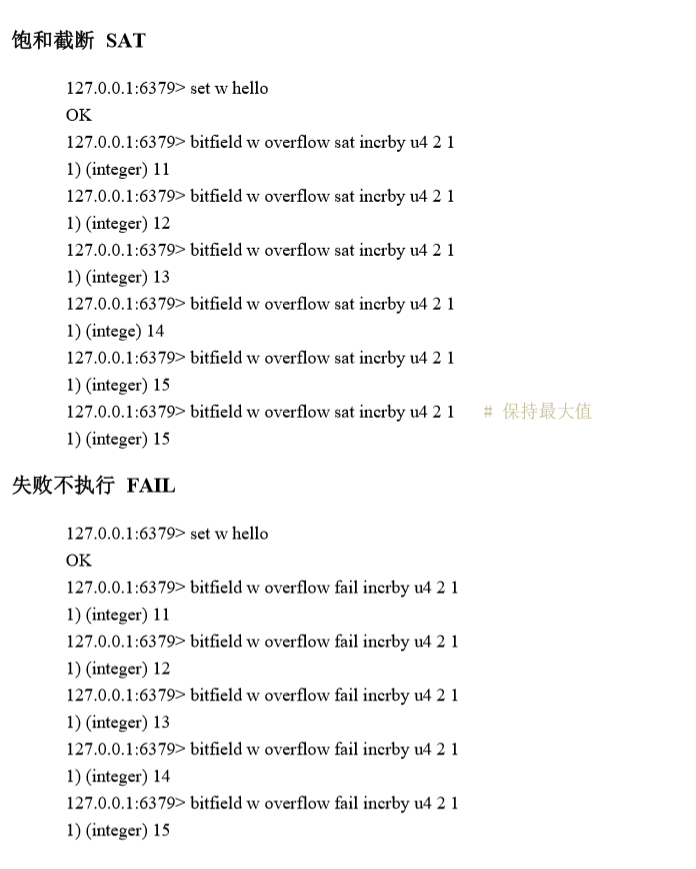 饱和截断 SAT
127.0.0.1:6379> set w hello
OK
127.0.0.1:6379> bitfield w overflow sat incrby u4 2 1
1) (integer) 11
127.0.0.1:6379> bitfield w overflow sat incrby u4 2 1
1) (integer) 12
127.0.0.1:6379> bitfield w overflow sat incrby u4 2 1
1) (integer) 13
127.0.0.1:6379> bitfield w overflow sat incrby u4 2 1
1) (intege) 14
127.0.0.1:6379> bitfield w overflow sat incrby u4 2 1
1) (integer) 15
127.0.0.1:6379> bitfield w overflow sat incrby u4 2 1 # 保持最大值
1) (integer) 15
失败不执行 FAIL
127.0.0.1:6379> set w hello
OK
127.0.0.1:6379> bitfield w overflow fail incrby u4 2 1
1) (integer) 11
127.0.0.1:6379> bitfield w overflow fail incrby u4 2 1
1) (integer) 12
127.0.0.1:6379> bitfield w overflow fail incrby u4 2 1
1) (integer) 13
127.0.0.1:6379> bitfield w overflow fail incrby u4 2 1
1) (integer) 14
127.0.0.1:6379> bitfield w overflow fail incrby u4 2 1
1) (integer) 15